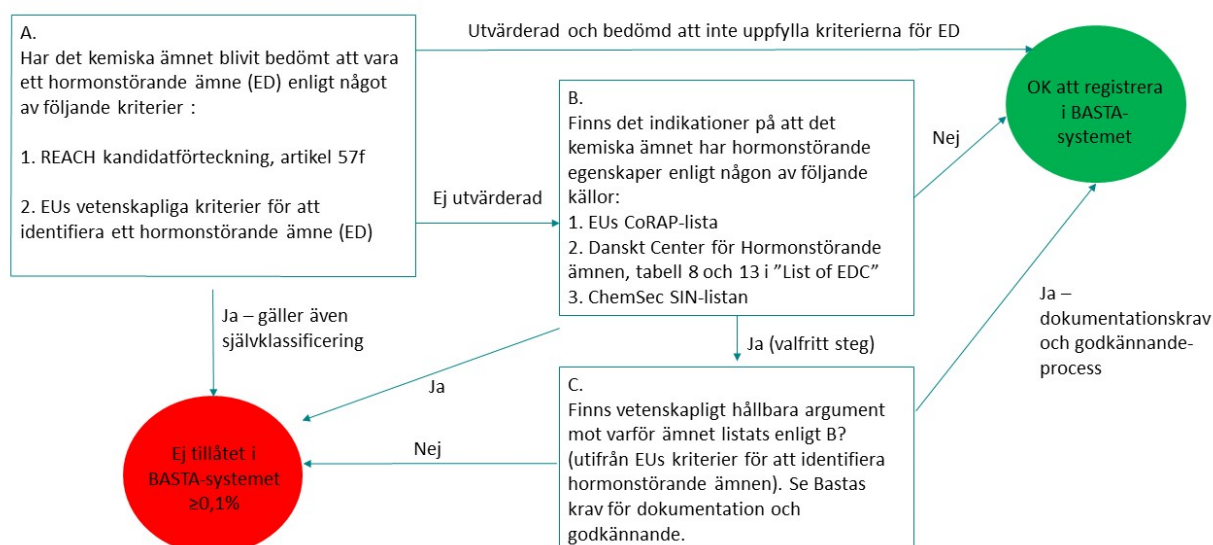 A.
Har det kemiska ämnet blivit bedömt att vara
ett hormonstörande ämne (ED) enligt något
av följande kriterier :
1. REACH kandidatförteckning, artikel 57f
2. EUs vetenskapliga kriterier för att
identifiera ett hormonstörande ämne (ED)
Utvärderad och bedömd att inte uppfylla kriterierna för ED
OK att registrera
i BASTA-
systemet
Ej utvärderad
B.
Finns det indikationer på att det
kemiska ämnet har hormonstörande
egenskaper enligt någon av följande
källor:
1. EUs CoRAP-lista
2. Danskt Center för Hormonstörande
ämnen, tabell 8 och 13 i ”List of EDC”
3. ChemSec SIN-listan
Nej
Ja – gäller även
självklassificering
Ja
Ja (valfritt steg)
Ja –
dokumentationskrav
och godkännande-
process
C.
Finns vetenskapligt hållbara argument
mot varför ämnet listats enligt B?
(utifrån EUs kriterier för att identifiera
hormonstörande ämnen). Se Bastas
krav för dokumentation och
godkännande.
Nej
Ej tillåtet i
BASTA-systemet
≥0,1%